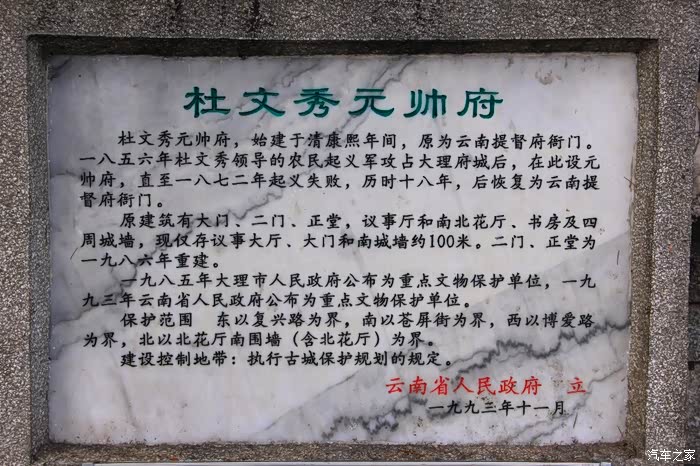 杜文秀元帅府
杜文秀元帅府，始建于清康熙年间，原为云南提督府衙门。
一八五六年杜文秀领导的农民起义军攻占大理府城后，在此设元
帅府，直至一八七二年起义失败，历时十八年，后恢复为云南提
督府衙门。
原建筑有大门、二门、正堂，议事厅和南北花厅、书房及四
周城墙，现仅存议事大厅、大门和南城墙约100米。二门、正堂为
一九八六年重建。
一九八五年大理市人民政府公布为重点文物保护单位，一九
九三年云南省人民政府公布为重点文物保护单位。
保护范围 东以复兴路为界，南以苍屏街为界，西以博爱路
为界，北以北花厅南围墙（含北花厅）为界。
建设控制地带：执行古城保护规划的规定。
云南省人民政府 立
一九九三年十一月
汽车之家